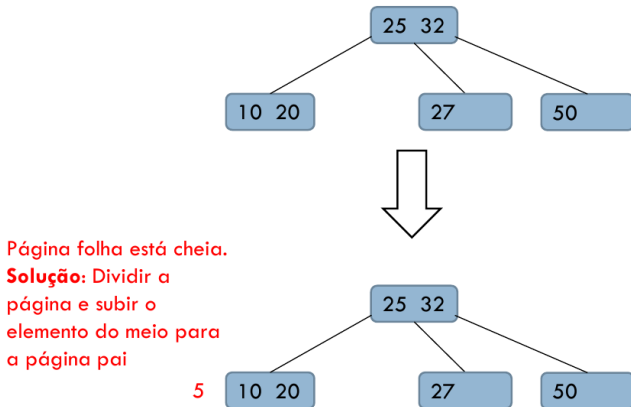 25 32
10 20
27
50
Página folha está cheia.
Solução: Dividir a
página e subir o
elemento do meio para
a página pai
25 32
5
10 20
27
50